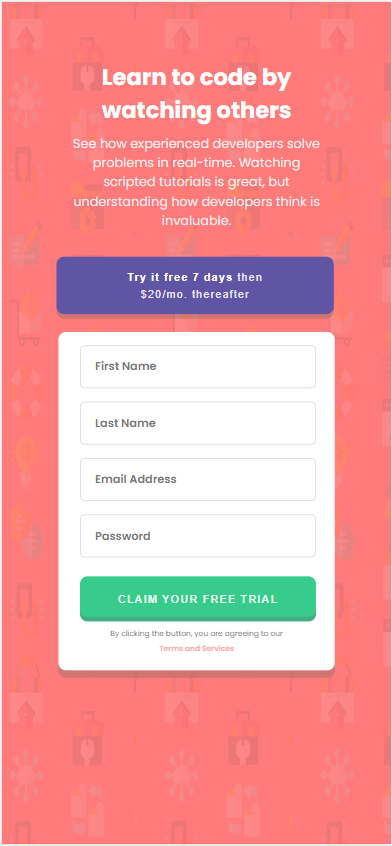 Learn to code by
watching others
See how experienced developers solve
problems in real-time. Watching
scripted tutorials is great, but
understanding how developers think is
invaluable.
Try it free 7 days then
$20/mo. thereafter
First Name
Last Name
Email Address
Password
CLAIM YOUR FREE TRIAL
By clicking the button, you are agreeing to our
Terms and Services